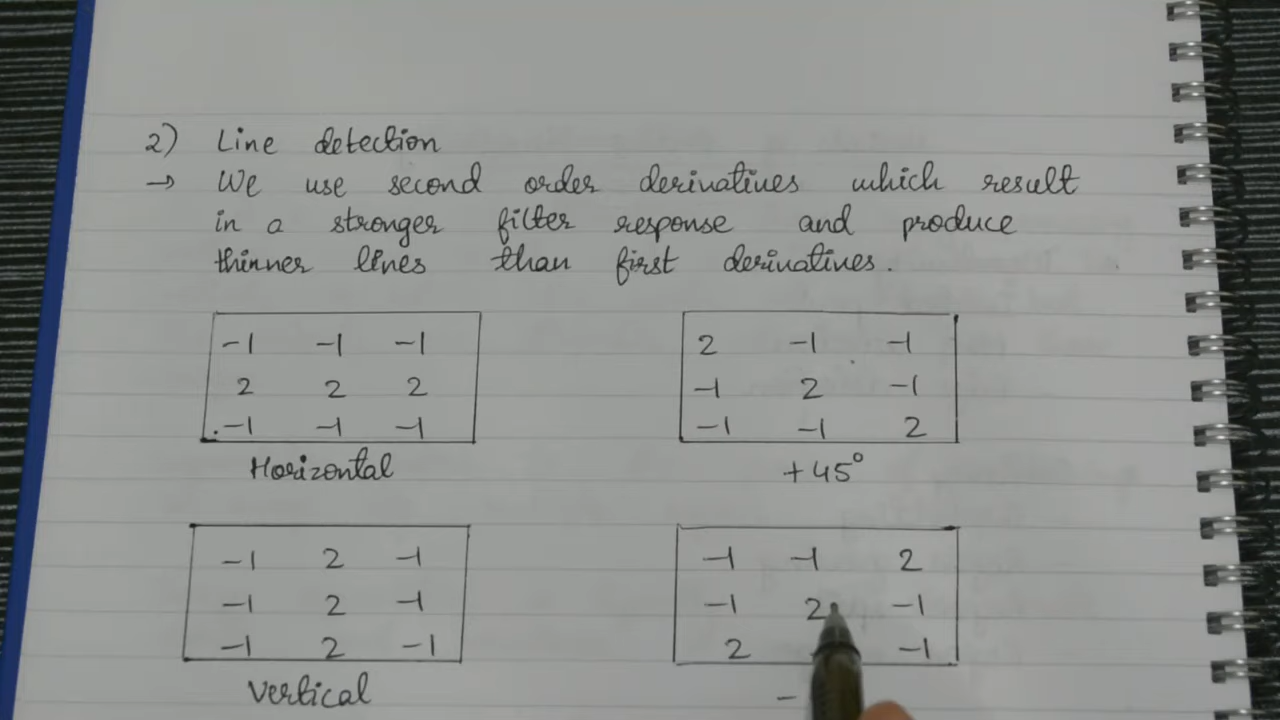 2) Line detection
→ We use second order derivatives which result
in a stronger filter response and produce
thinner lines than first derivatives.
-1 -1 -1
2 2 2
-1 -1 -1
Horizontal
2 -1 -1
-1 2 -1
-1 -1 2
+45°
-1 2 -1
-1 2 -1
-1 2 -1
Vertical
-1 -1 2
-1 2 -1
2 -1
-